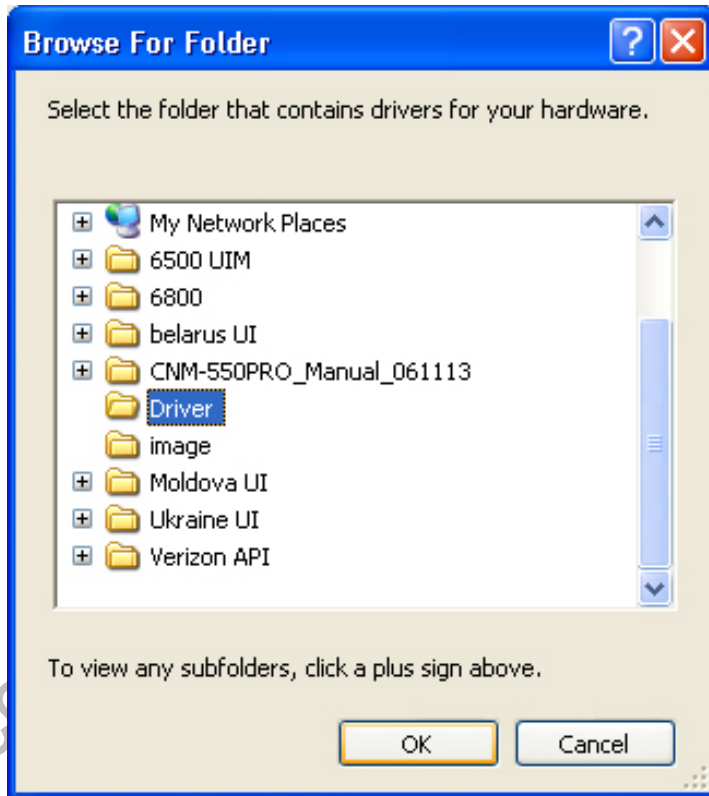 Browse For Folder
Select the folder that contains drivers for your hardware.
My Network Places
6500 UIM
6800
belarus UI
CNM-550PRO_Manual_061113
Driver
image
Moldova UI
Ukraine UI
Verizon API
To view any subfolders, click a plus sign above.
OK Cancel